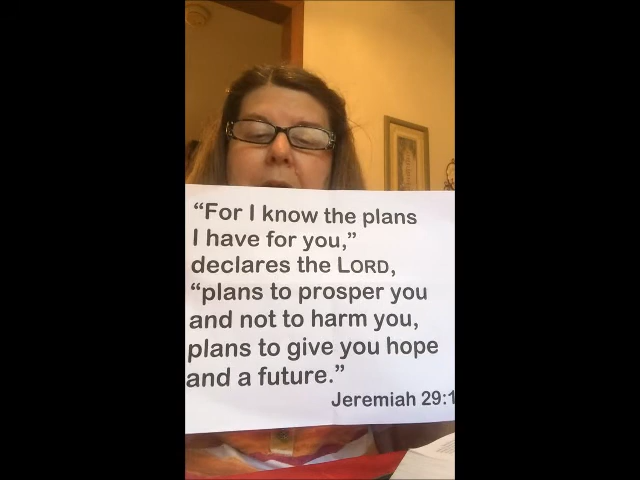 “For I know the plans
I have for you,”
declares the LORD,
“plans to prosper you
and not to harm you,
plans to give you hope
and a future.”
Jeremiah 29:1